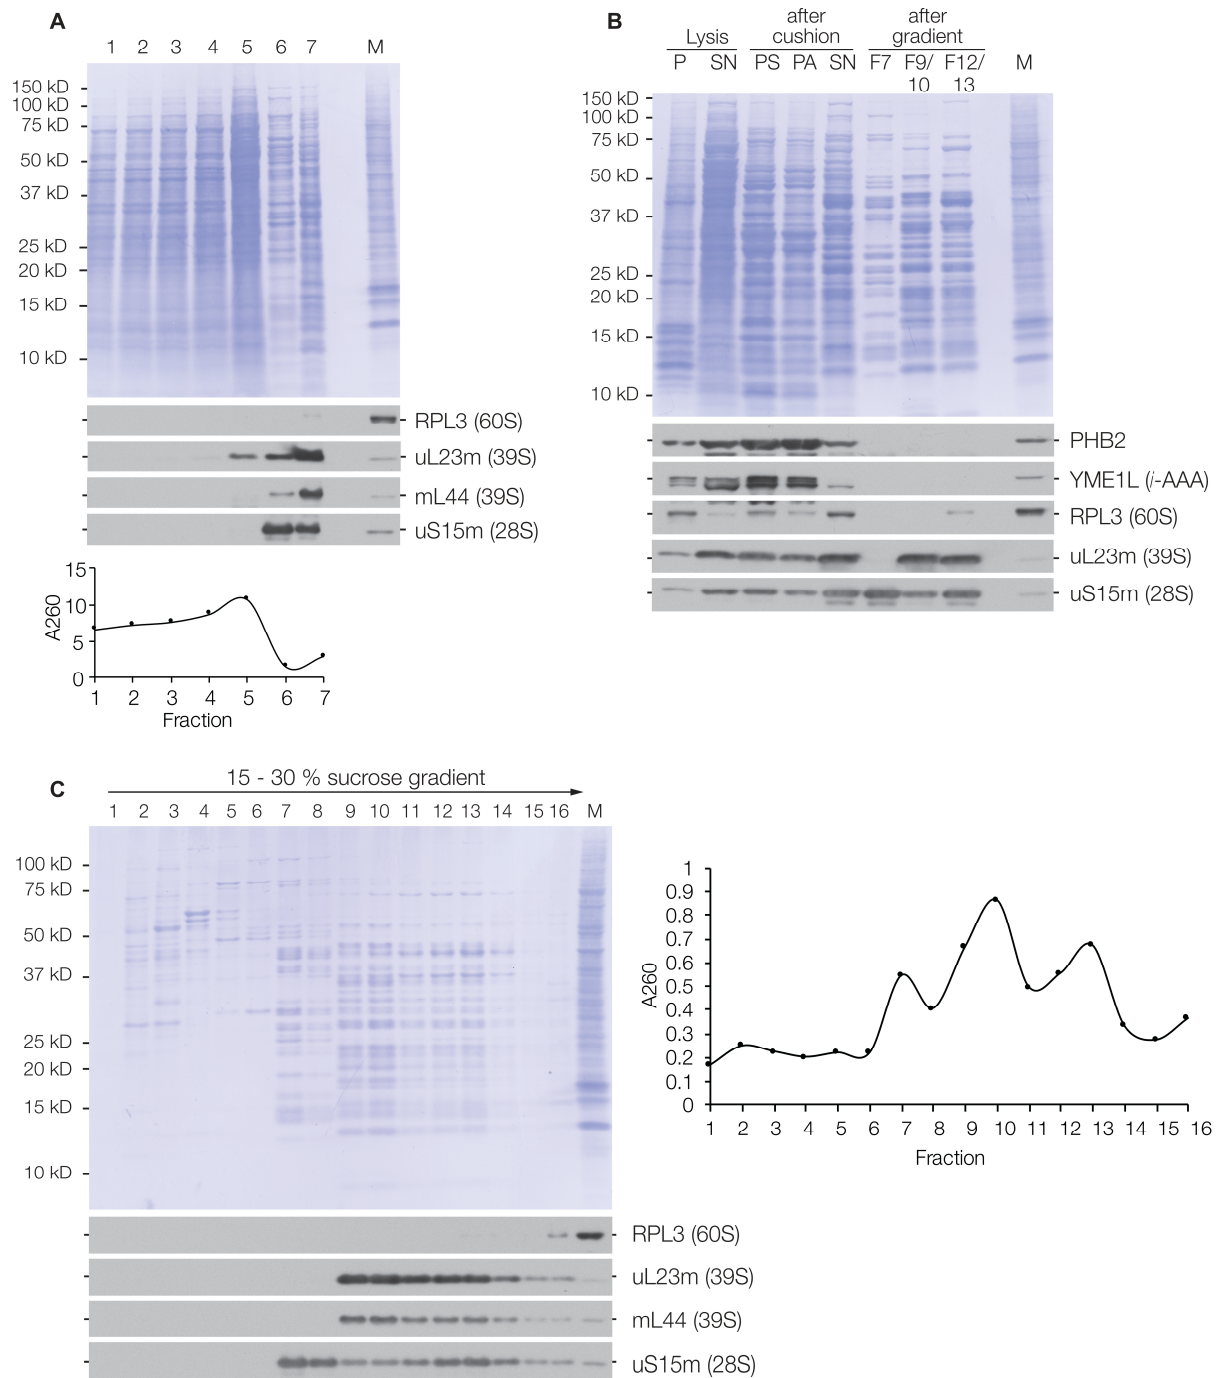 A
1 2 3 4 5 6 7 M
150 kD
100 kD
75 kD
50 kD
37 kD
25 kD
20 kD
15 kD
10 kD
RPL3 (60S)
uL23m (39S)
mL44 (39S)
uS15m (28S)
15
10
5
0
A260
1 2 3 4 5 6 7
Fraction
B
Lysis
after cushion
after gradient
P SN PS PA SN F7 F9/10 F12/13 M
150 kD
100 kD
75 kD
50 kD
37 kD
25 kD
20 kD
15 kD
10 kD
PHB2
YME1L (i-AAA)
RPL3 (60S)
uL23m (39S)
uS15m (28S)
C
15 - 30 % sucrose gradient
1 2 3 4 5 6 7 8 9 10 11 12 13 14 15 16 M
100 kD
75 kD
50 kD
37 kD
25 kD
20 kD
15 kD
10 kD
RPL3 (60S)
uL23m (39S)
mL44 (39S)
uS15m (28S)
1
0.9
0.8
0.7
0.6
0.5
0.4
0.3
0.2
0.1
0
A260
1 2 3 4 5 6 7 8 9 10 11 12 13 14 15 16
Fraction